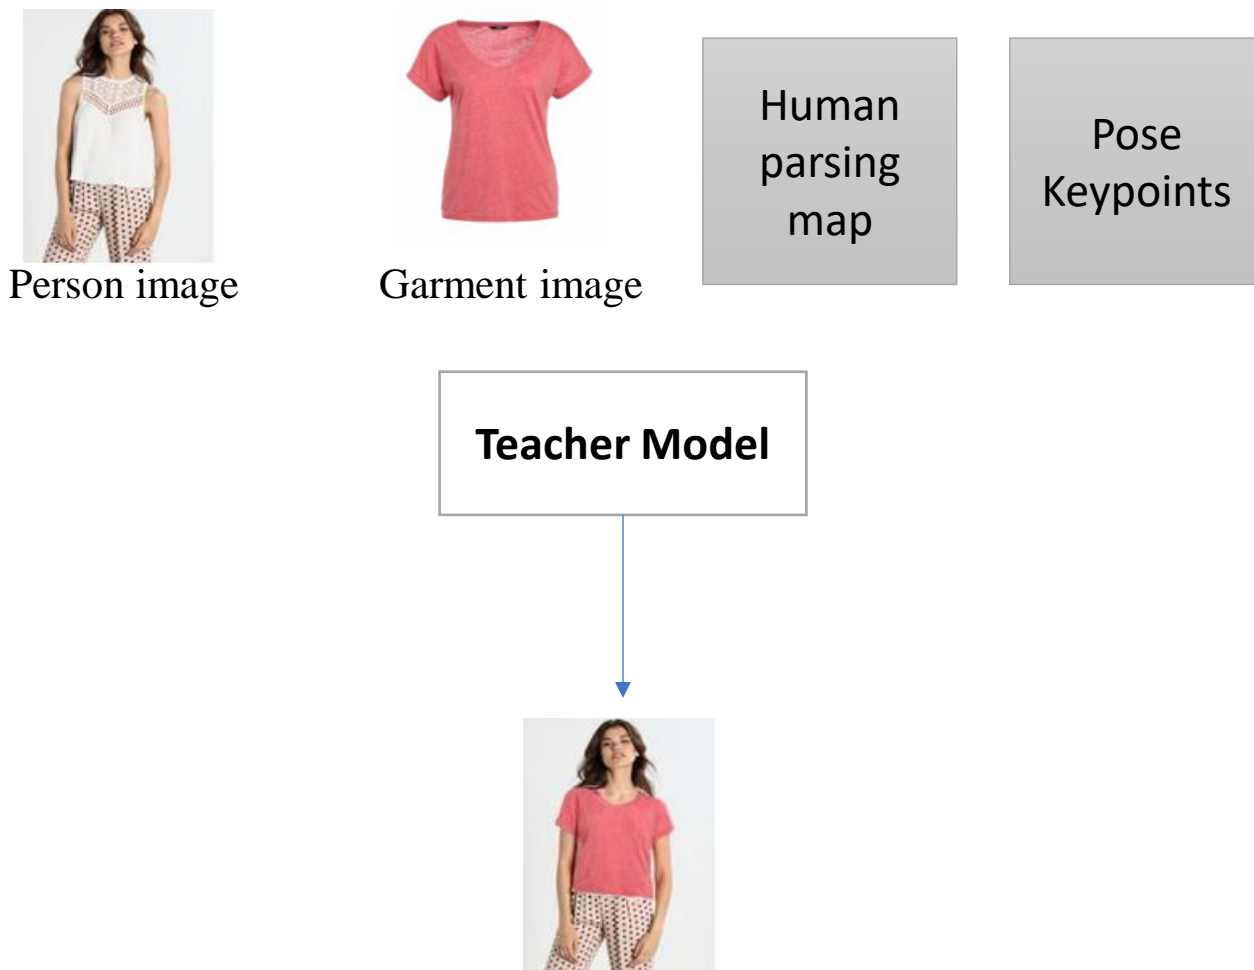 Human
parsing
map
Pose
Keypoints
Person image
Garment image
Teacher Model